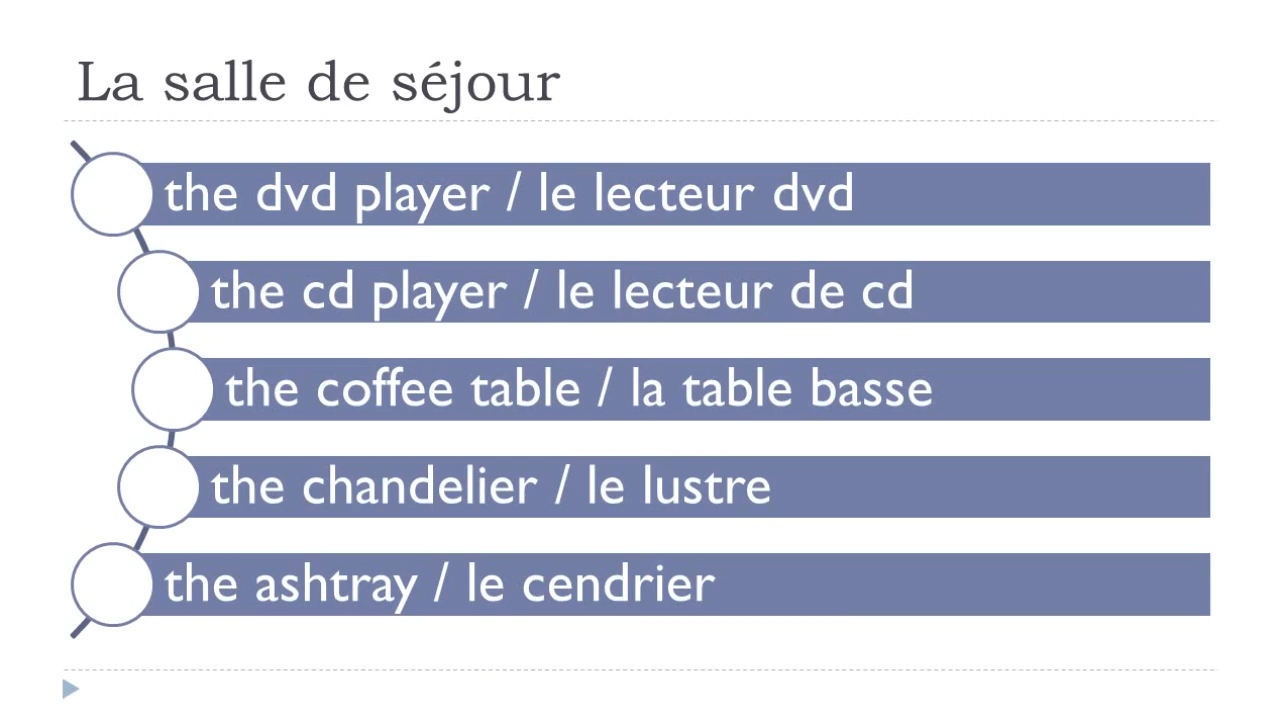 La salle de séjour
the dvd player / le lecteur dvd
the cd player / le lecteur de cd
the coffee table / la table basse
the chandelier / le lustre
the ashtray / le cendrier